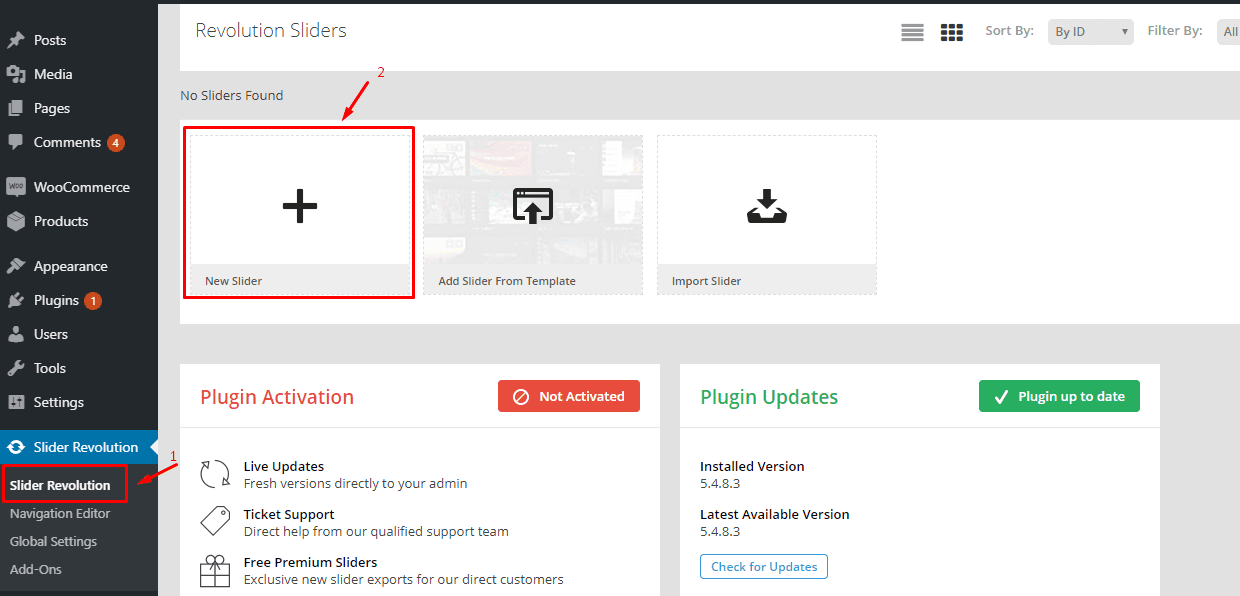 Posts
Media
Pages
Comments 4
WooCommerce
Products
Appearance
Plugins 1
Users
Tools
Settings
Slider Revolution
1
Slider Revolution
Navigation Editor
Global Settings
Add-Ons
Revolution Sliders
Sort By: By ID Filter By: All
2
No Sliders Found
New Slider
Add Slider From Template
Import Slider
Plugin Activation
Not Activated
Live Updates
Fresh versions directly to your admin
Ticket Support
Direct help from our qualified support team
Free Premium Sliders
Exclusive new slider exports for our direct customers
Plugin Updates
Plugin up to date
Installed Version
5.4.8.3
Latest Available Version
5.4.8.3
Check for Updates